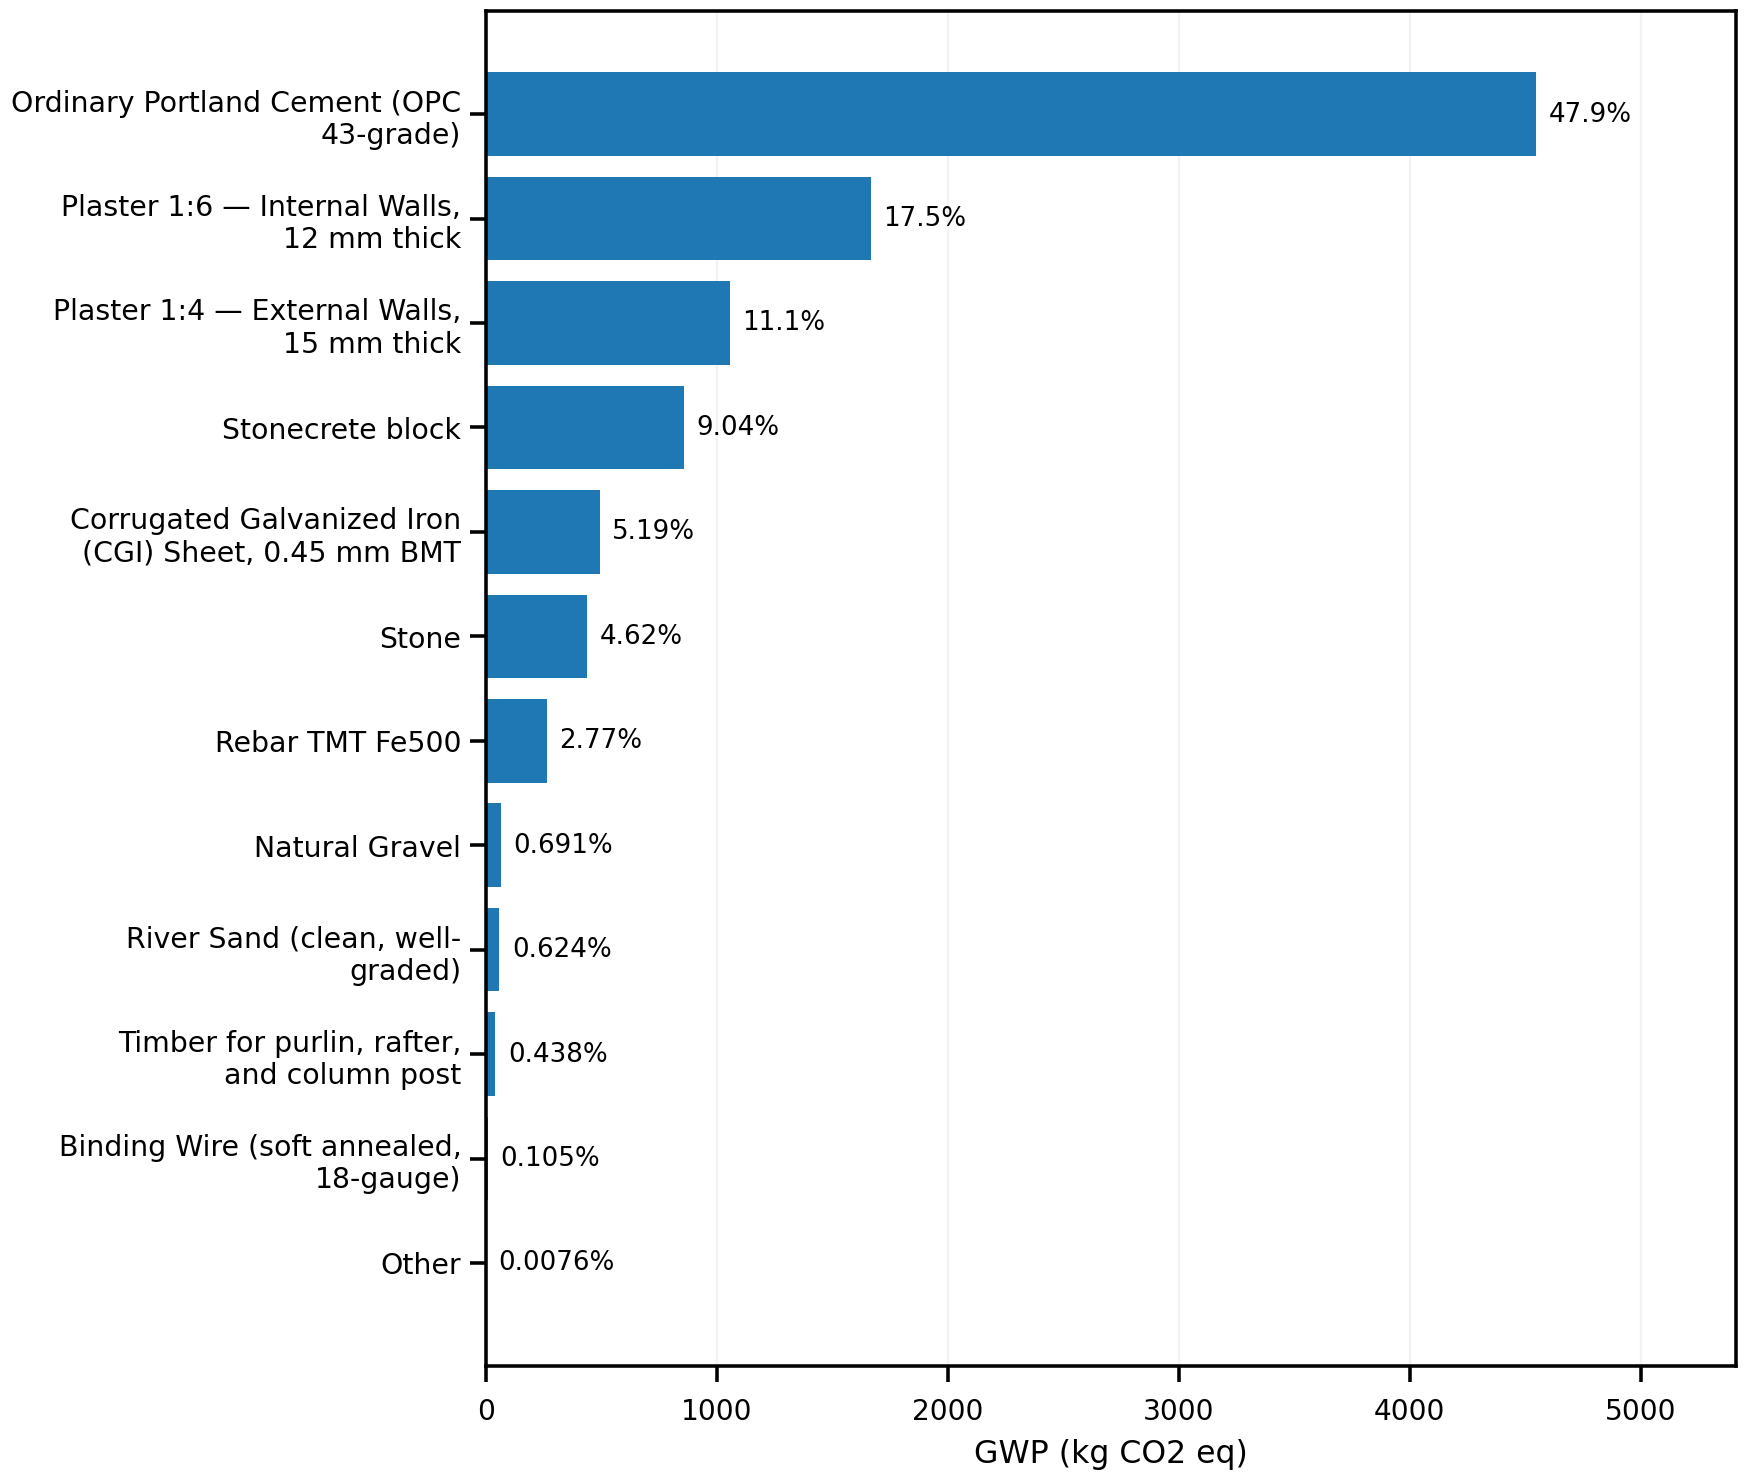 Ordinary Portland Cement (OPC
43-grade)
47.9%
Plaster 1:6 — Internal Walls,
12 mm thick
17.5%
Plaster 1:4 — External Walls,
15 mm thick
11.1%
Stonecrete block
9.04%
Corrugated Galvanized Iron
(CGI) Sheet, 0.45 mm BMT
5.19%
Stone
4.62%
Rebar TMT Fe500
2.77%
Natural Gravel
0.691%
River Sand (clean, well-
graded)
0.624%
Timber for purlin, rafter,
and column post
0.438%
Binding Wire (soft annealed,
18-gauge)
0.105%
Other
0.0076%
0 1000 2000 3000 4000 5000
GWP (kg CO2 eq)